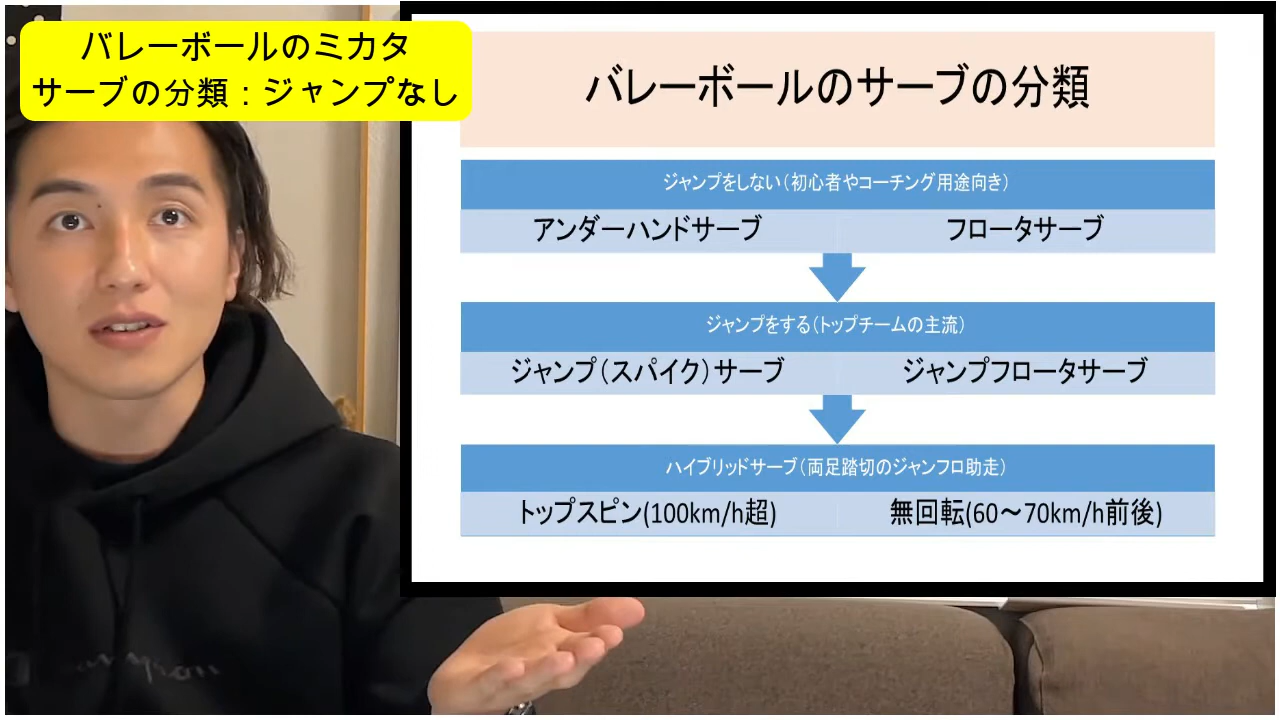 バレーボールのミカタ
サーブの分類：ジャンプなし
バレーボールのサーブの分類
ジャンプをしない（初心者やコーチング用途向き）
アンダーハンドサーブ
フロータサーブ
ジャンプをする（トップチームの主流）
ジャンプ（スパイク）サーブ
ジャンプフロータサーブ
ハイブリッドサーブ（両足踏切のジャンフロ助走）
トップスピン(100km/h超)
無回転(60～70km/h前後)